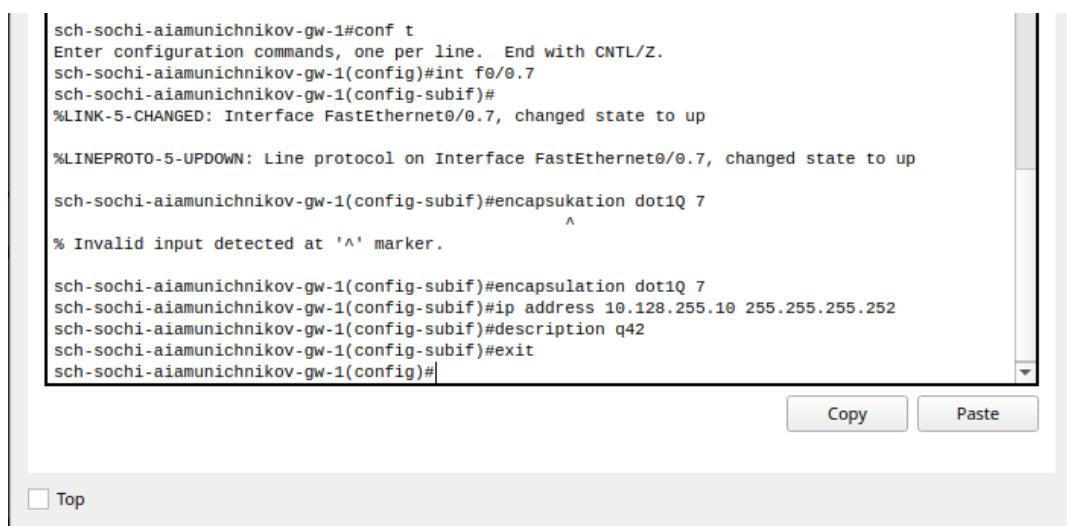 sch-sochi-aiamunichnikov-gw-1#conf t
Enter configuration commands, one per line.  End with CNTL/Z.
sch-sochi-aiamunichnikov-gw-1(config)#int f0/0.7
sch-sochi-aiamunichnikov-gw-1(config-subif)#
%LINK-5-CHANGED: Interface FastEthernet0/0.7, changed state to up
%LINEPROTO-5-UPDOWN: Line protocol on Interface FastEthernet0/0.7, changed state to up
sch-sochi-aiamunichnikov-gw-1(config-subif)#encapsukation dot1Q 7
^
% Invalid input detected at '^' marker.
sch-sochi-aiamunichnikov-gw-1(config-subif)#encapsulation dot1Q 7
sch-sochi-aiamunichnikov-gw-1(config-subif)#ip address 10.128.255.10 255.255.255.252
sch-sochi-aiamunichnikov-gw-1(config-subif)#description q42
sch-sochi-aiamunichnikov-gw-1(config-subif)#exit
sch-sochi-aiamunichnikov-gw-1(config)#
Copy Paste
Top